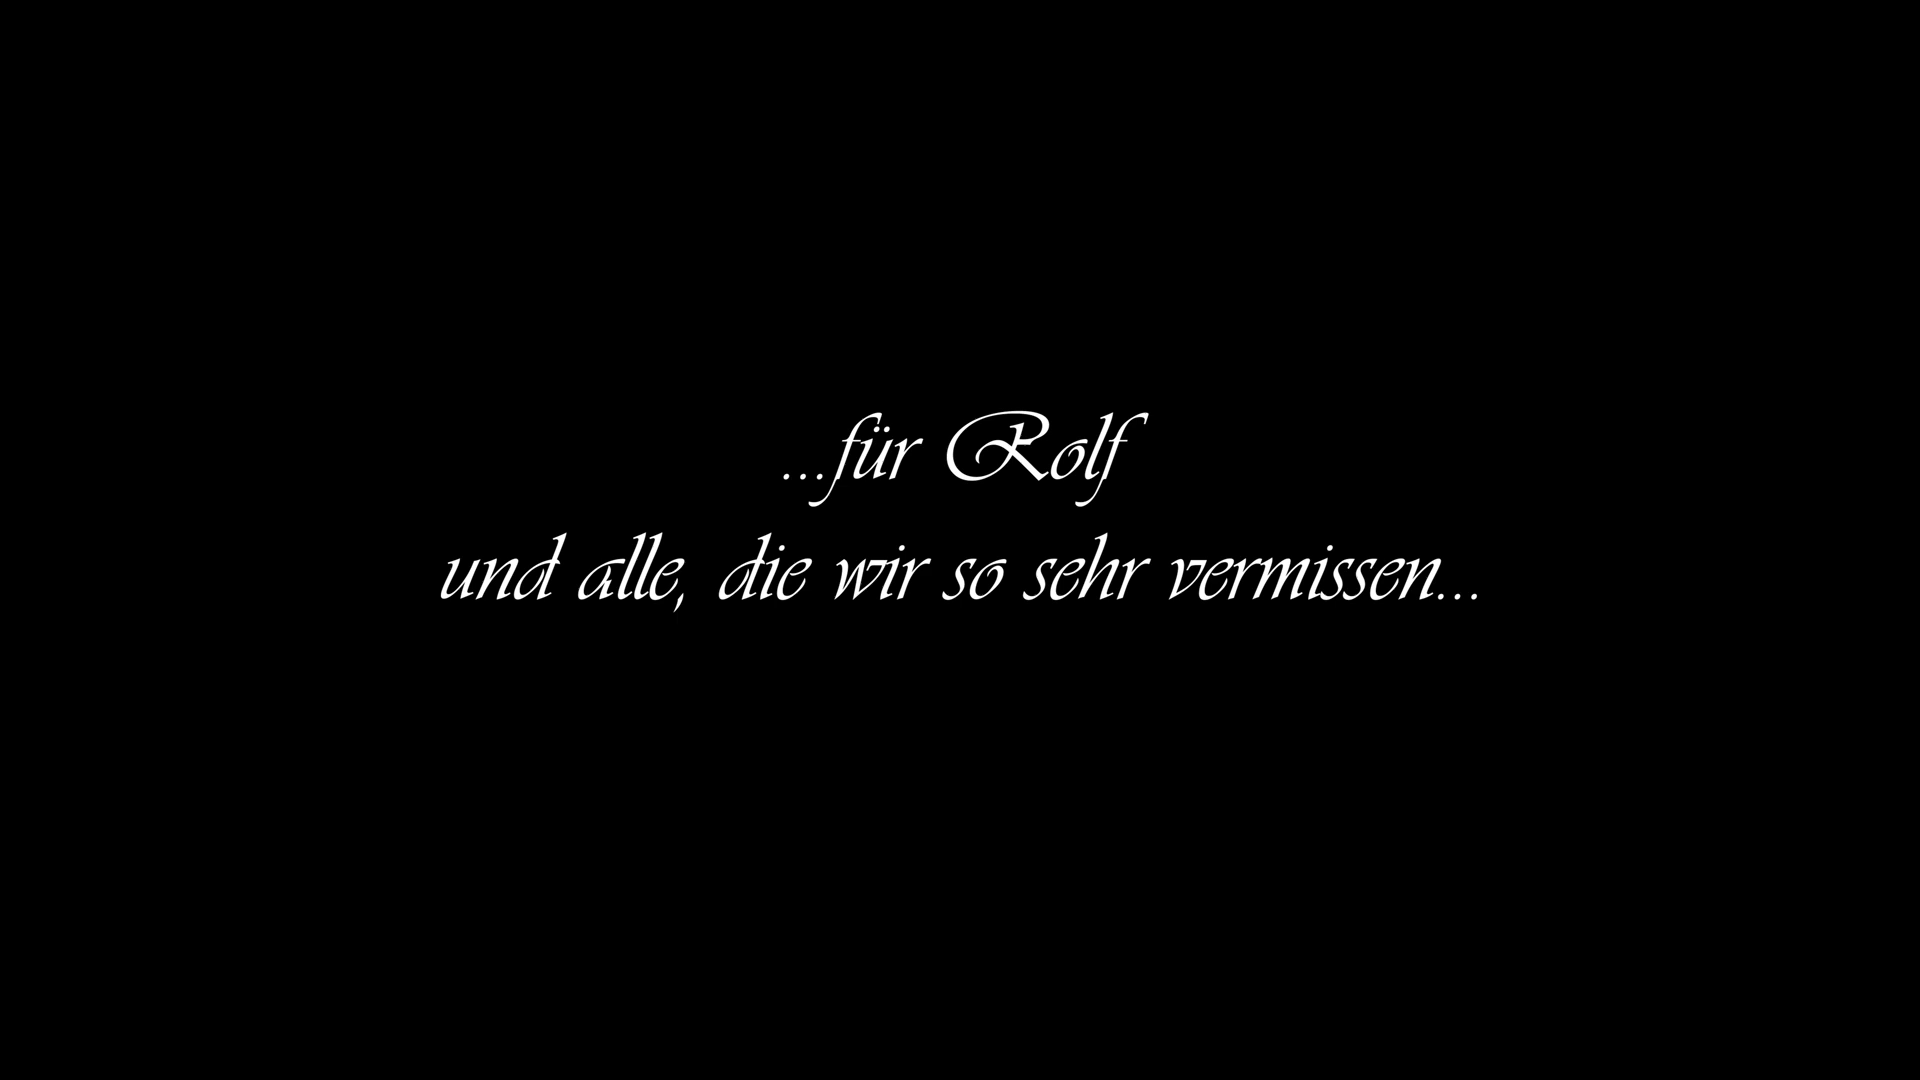 ...für Rolf
und alle, die wir so sehr vermissen...